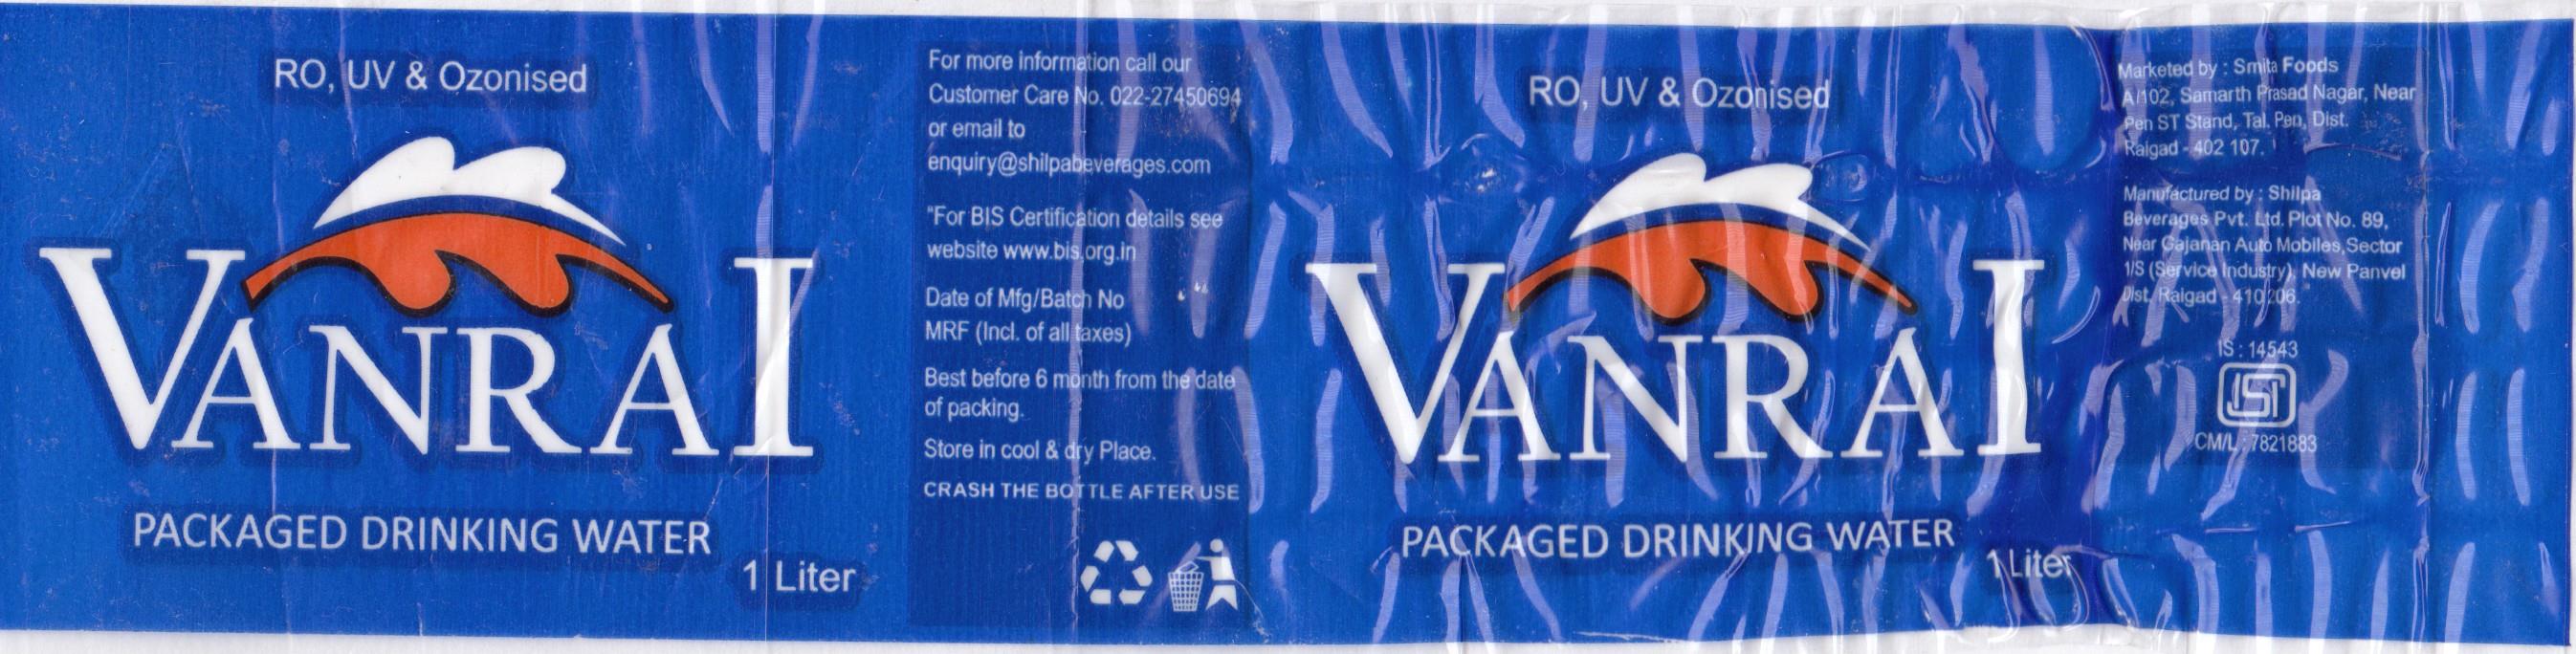 RO, UV & Ozonised
VANRAI
PACKAGED DRINKING WATER
1 Liter
For more information call our
Customer Care No. 022-27450694
or email to
enquiry@shilpabeverages.com
"For BIS Certification details see
website www.bis.org.in
Date of Mfg/Batch No
MRF (Incl. of all taxes)
Best before 6 month from the date
of packing.
Store in cool & dry Place.
CRASH THE BOTTLE AFTER USE
RO, UV & Ozonised
VANRAI
PACKAGED DRINKING WATER
1 Liter
Marketed by : Smita Foods
A/102, Samarth Prasad Nagar, Near
Pen ST Stand, Tal. Pen, Dist.
Raigad - 402 107.
Manufactured by : Shilpa
Beverages Pvt. Ltd. Plot No. 89,
Near Gajanan Auto Mobiles,Sector
1/S (Service Industry), New Panvel
Dist. Raigad - 410 206.
IS : 14543
ISI
CM/L : 7821883